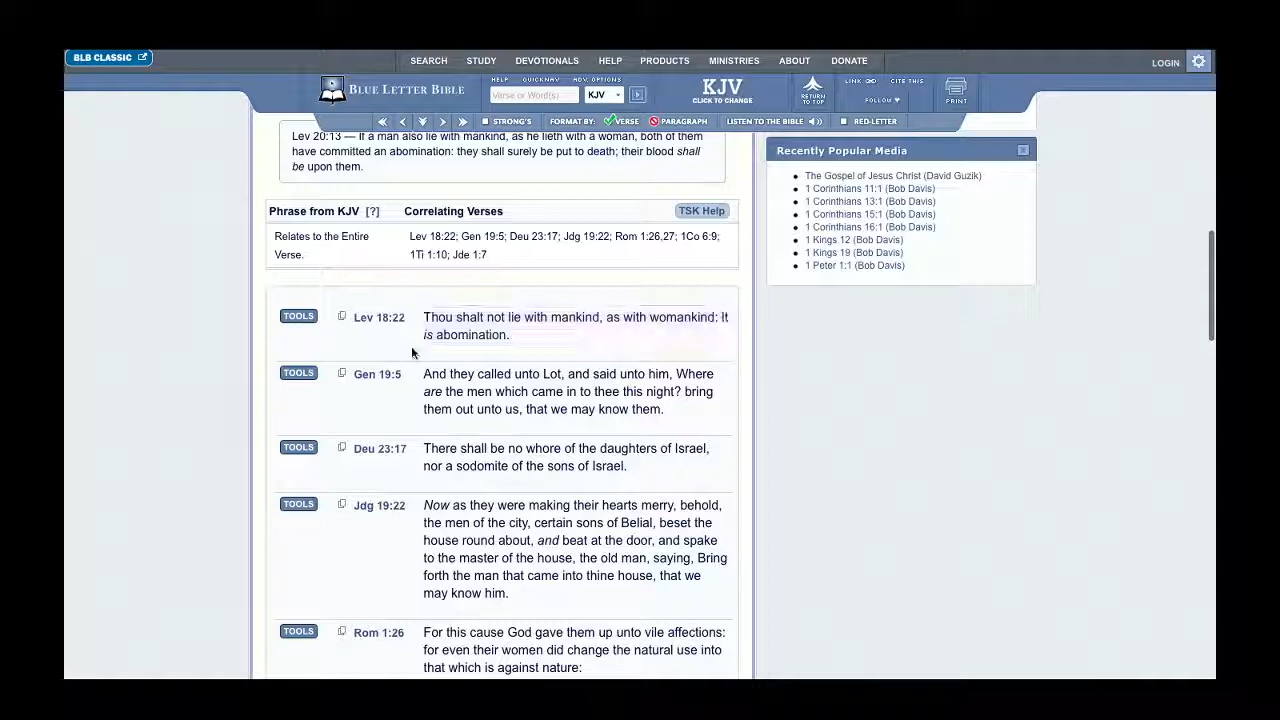 BLB CLASSIC
SEARCH STUDY DEVOTIONALS HELP PRODUCTS MINISTRIES ABOUT DONATE
LOGIN
BLUE LETTER BIBLE
HELP QUICKNAV ADV. OPTIONS
Verse or Word(s) KJV
KJV
CLICK TO CHANGE
RETURN
TO TOP
LINK CITE THIS
FOLLOW
PRINT
STRONG'S FORMAT BY: VERSE PARAGRAPH LISTEN TO THE BIBLE RED-LETTER
Lev 20:13 — If a man also lie with mankind, as he lieth with a woman, both of them
have committed an abomination: they shall surely be put to death; their blood shall
be upon them.
Phrase from KJV [?] Correlating Verses TSK Help
Relates to the Entire
Verse.
Lev 18:22; Gen 19:5; Deu 23:17; Jdg 19:22; Rom 1:26,27; 1Co 6:9;
1Ti 1:10; Jde 1:7
TOOLS Lev 18:22 Thou shalt not lie with mankind, as with womankind: it
is abomination.
TOOLS Gen 19:5 And they called unto Lot, and said unto him, Where
are the men which came in to thee this night? bring
them out unto us, that we may know them.
TOOLS Deu 23:17 There shall be no whore of the daughters of Israel,
nor a sodomite of the sons of Israel.
TOOLS Jdg 19:22 Now as they were making their hearts merry, behold,
the men of the city, certain sons of Belial, beset the
house round about, and beat at the door, and spake
to the master of the house, the old man, saying, Bring
forth the man that came into thine house, that we
may know him.
TOOLS Rom 1:26 For this cause God gave them up unto vile affections:
for even their women did change the natural use into
that which is against nature:
Recently Popular Media
The Gospel of Jesus Christ (David Guzik)
1 Corinthians 11:1 (Bob Davis)
1 Corinthians 13:1 (Bob Davis)
1 Corinthians 15:1 (Bob Davis)
1 Corinthians 16:1 (Bob Davis)
1 Kings 12 (Bob Davis)
1 Kings 19 (Bob Davis)
1 Peter 1:1 (Bob Davis)